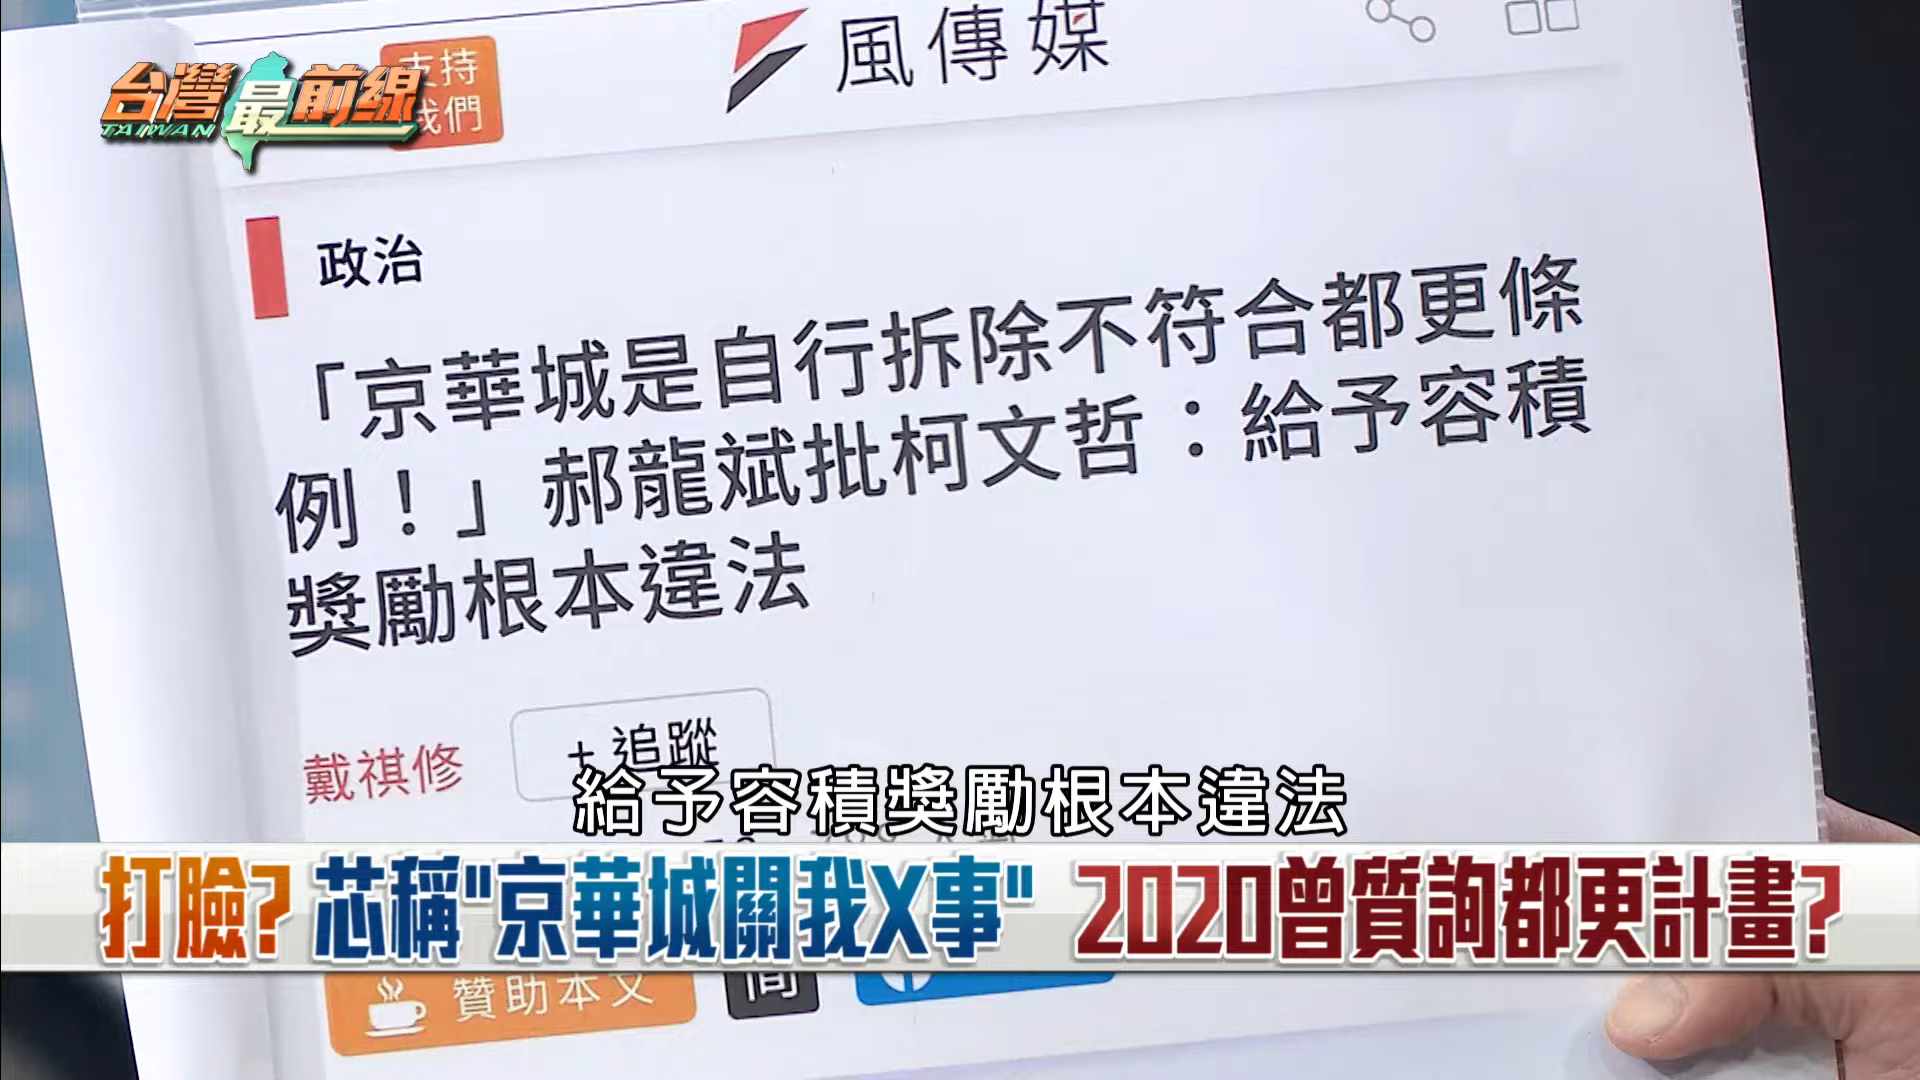 台灣最前線
TAIWAN
支持
我們
風傳媒
政治
「京華城是自行拆除不符合都更條
例！」郝龍斌批柯文哲：給予容積
獎勵根本違法
戴祺修
+追蹤
給予容積獎勵根本違法
打臉? 芯稱"京華城關我X事" 2020曾質詢都更計畫?
贊助本文
簡